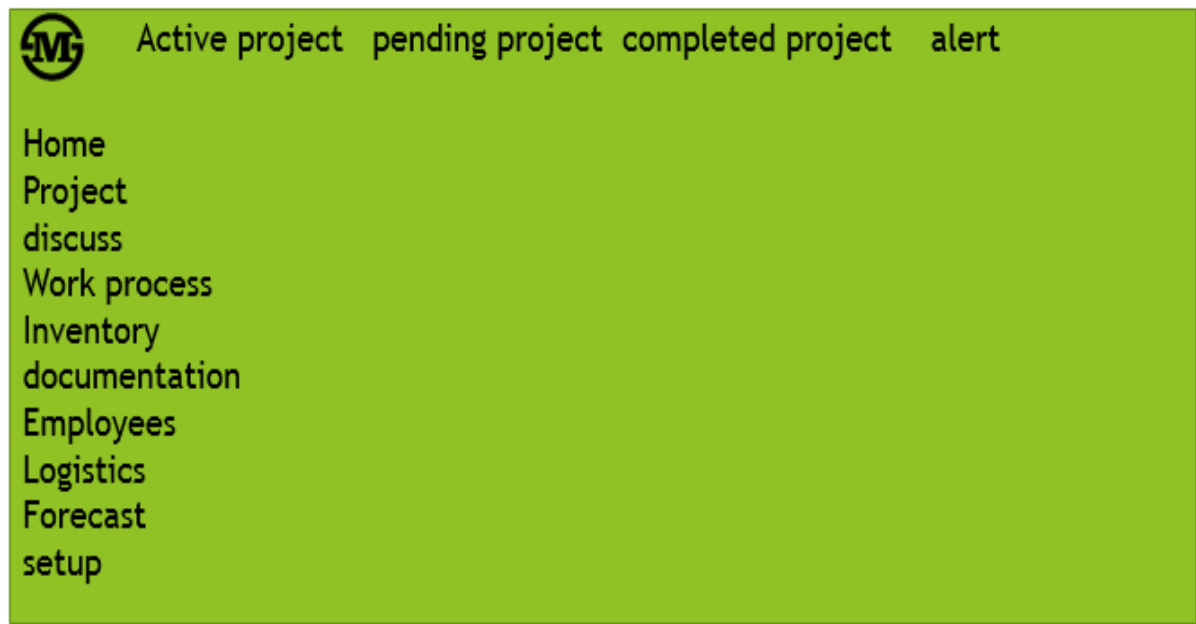 M Active project pending project completed project alert
Home
Project
discuss
Work process
Inventory
documentation
Employees
Logistics
Forecast
setup